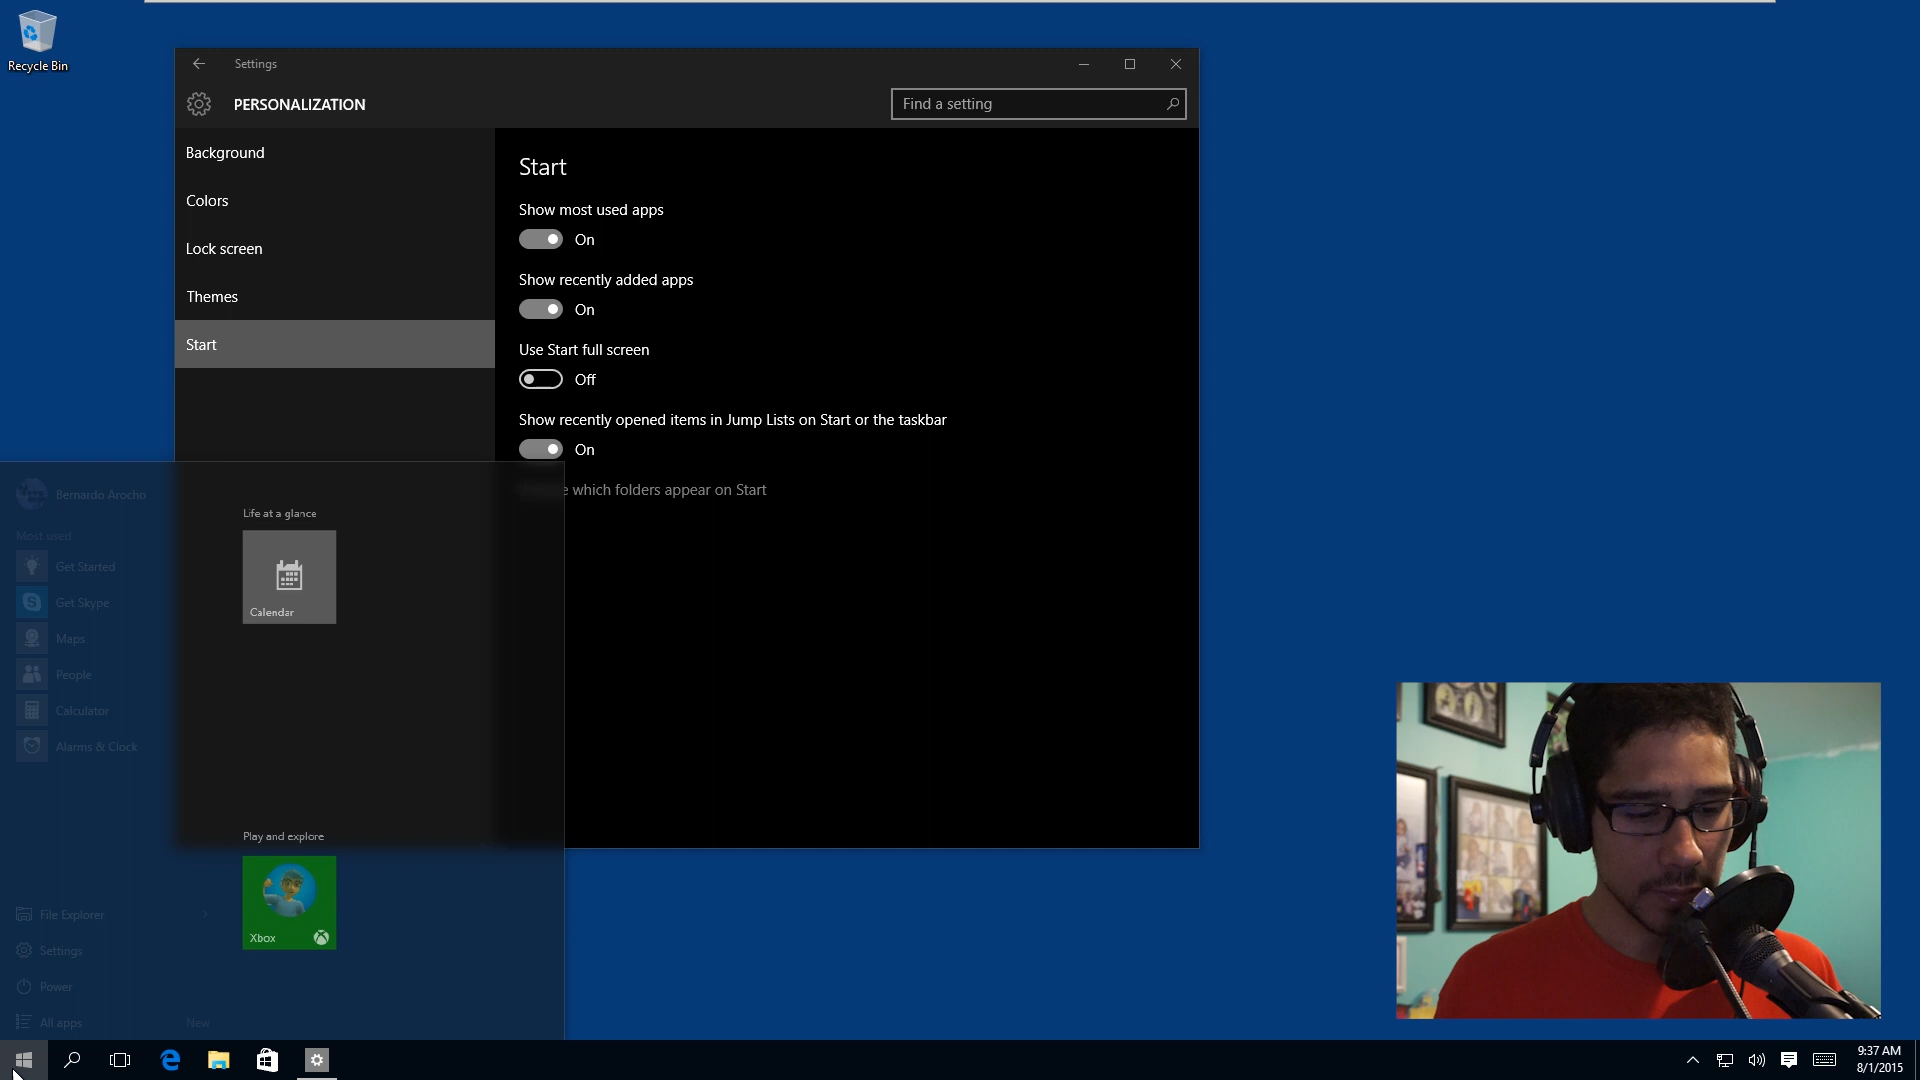 Recycle Bin
Settings
PERSONALIZATION
Find a setting
Background
Colors
Lock screen
Themes
Start
Start
Show most used apps
On
Show recently added apps
On
Use Start full screen
Off
Show recently opened items in Jump Lists on Start or the taskbar
On
which folders appear on Start
Bernardo Arocho
Most used
Get Started
Get Skype
Maps
People
Calculator
Alarms & Clock
File Explorer
Settings
Power
All apps
New
Life at a glance
Calendar
Play and explore
Xbox
9:37 AM
8/1/2015